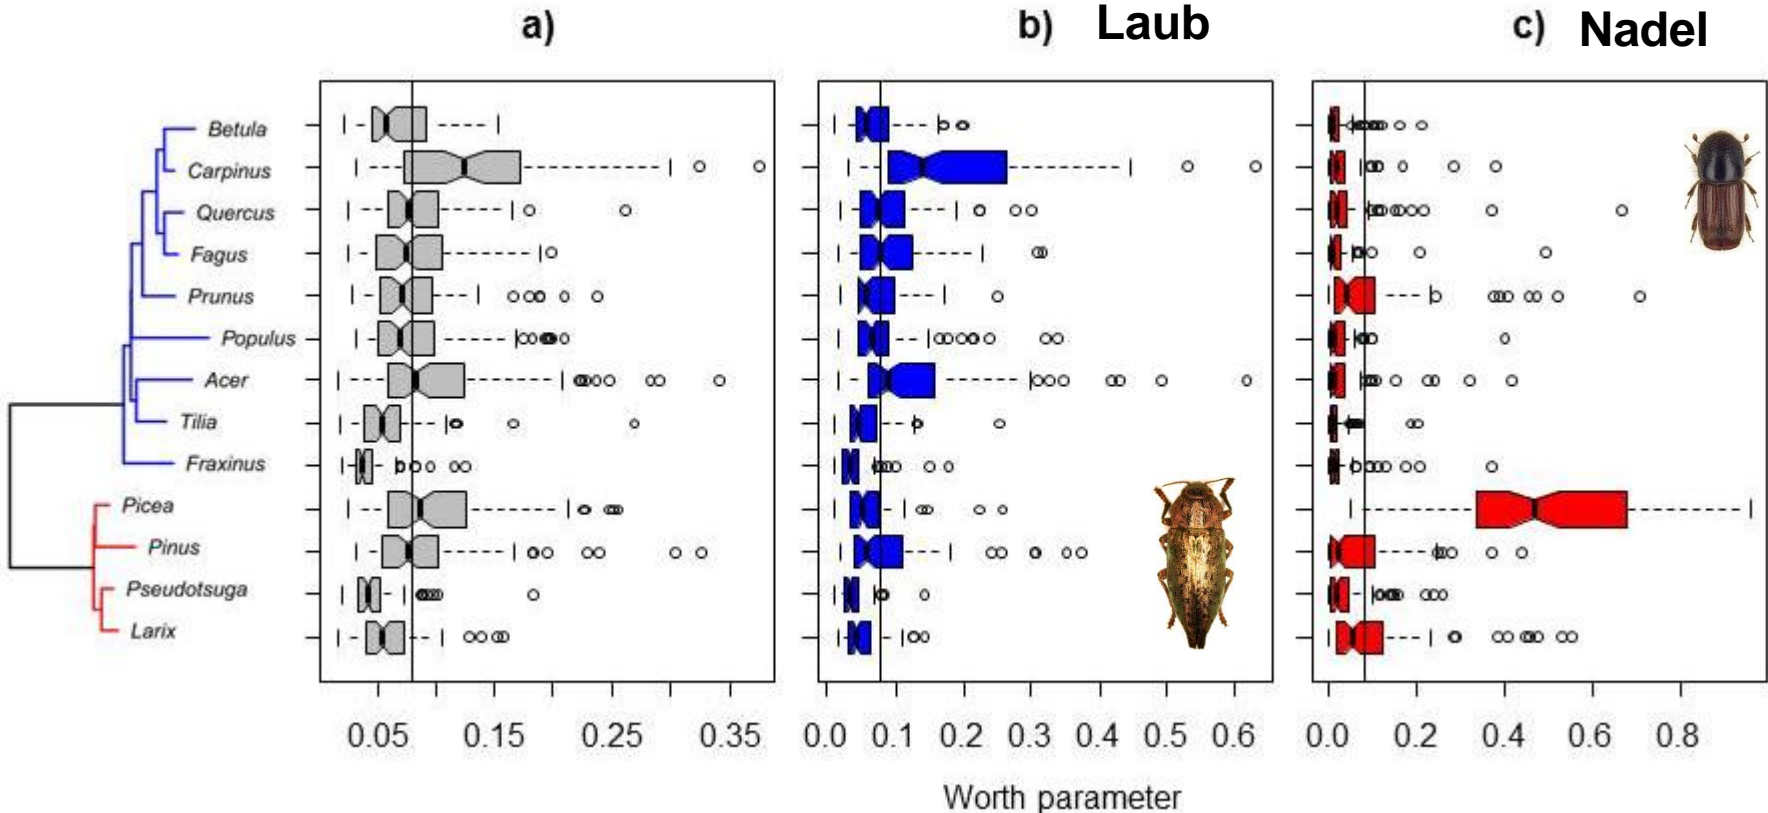 a)
b) Laub
c) Nadel
Betula
Carpinus
Quercus
Fagus
Prunus
Populus
Acer
Tilia
Fraxinus
Picea
Pinus
Pseudotsuga
Larix
0.05 0.15 0.25 0.35
0.0 0.1 0.2 0.3 0.4 0.5 0.6
0.0 0.2 0.4 0.6 0.8
Worth parameter